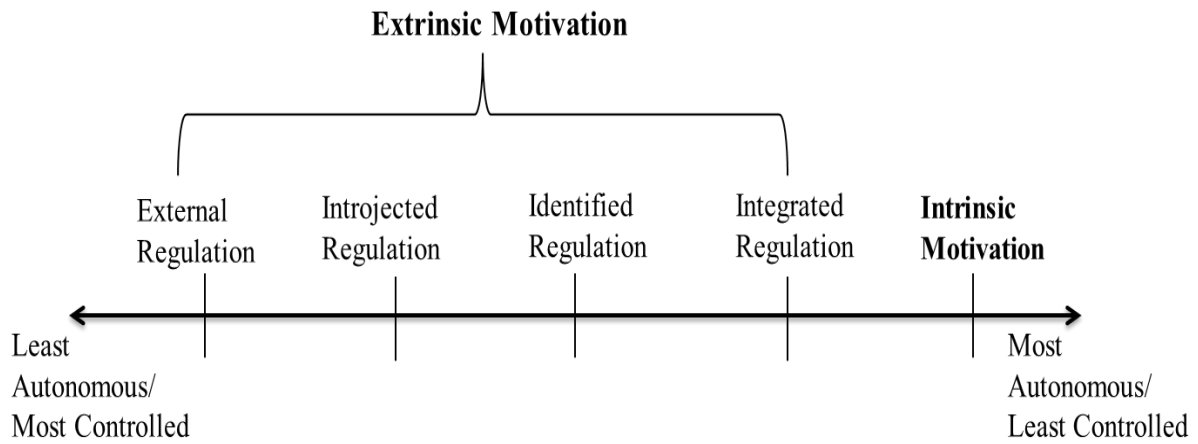 Extrinsic Motivation
External
Regulation
Introjected
Regulation
Identified
Regulation
Integrated
Regulation
Intrinsic
Motivation
Least
Autonomous/
Most Controlled
Most
Autonomous/
Least Controlled